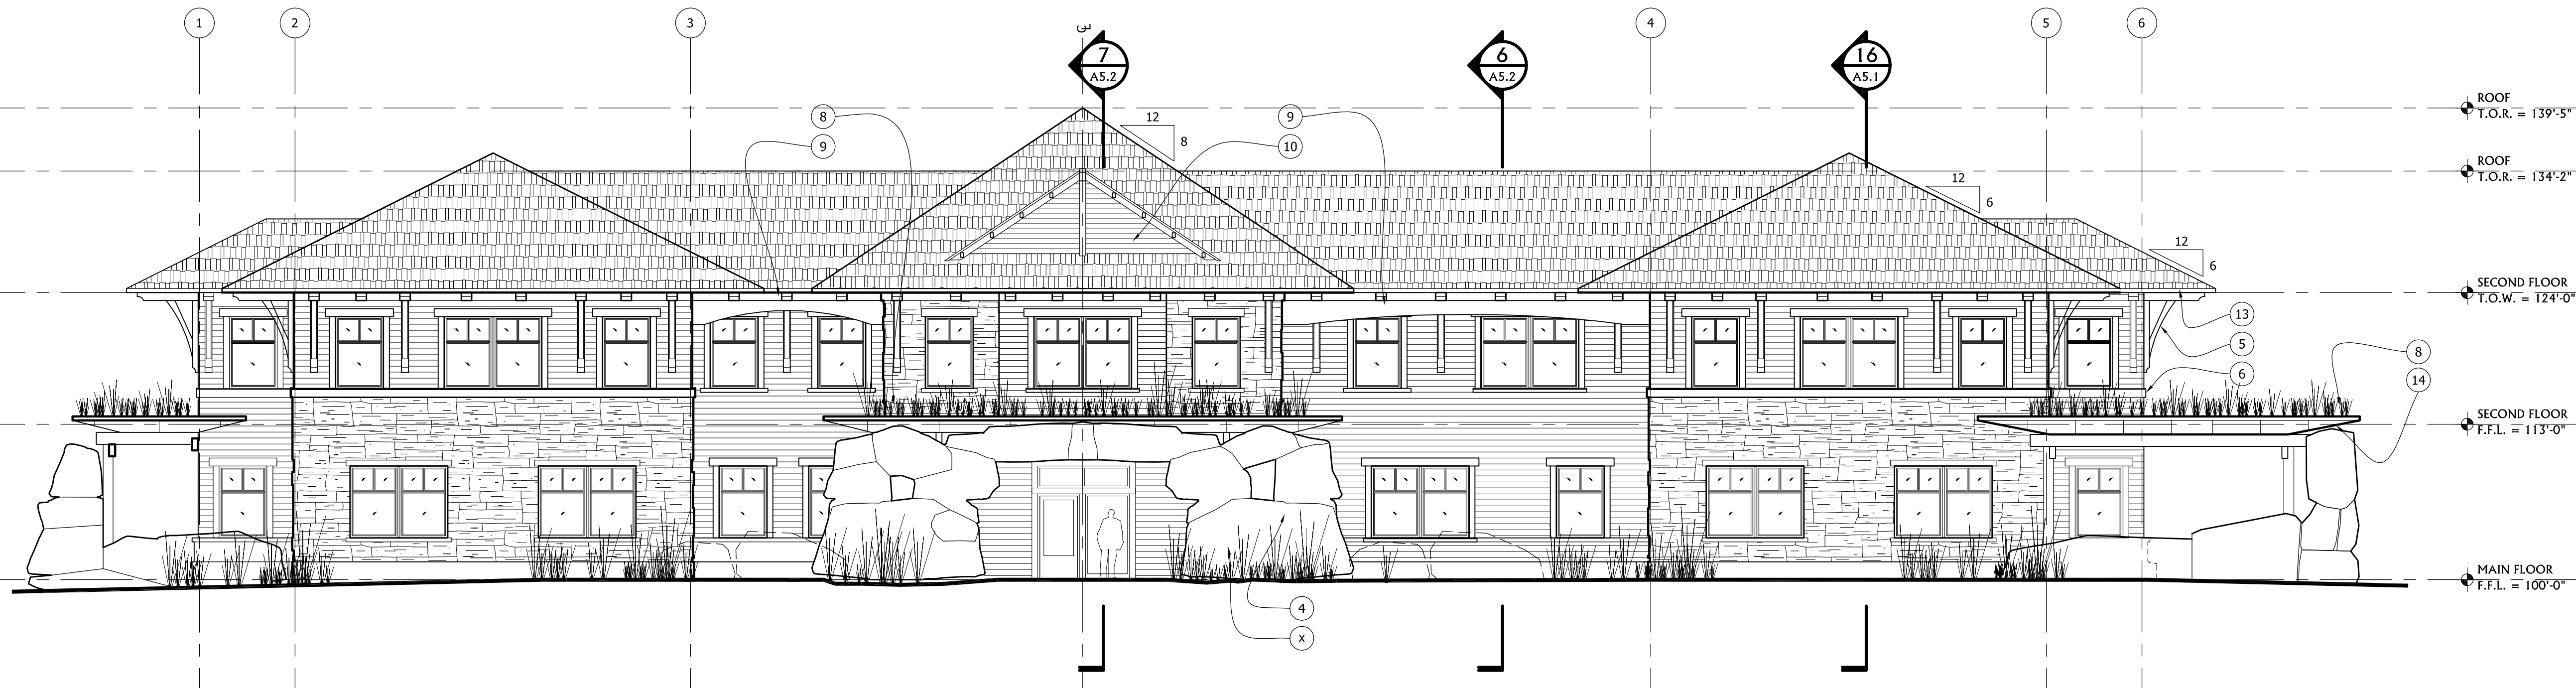 1
2
3
4
5
6
7
A5.2
6
A5.2
16
A5.1
ROOF
T.O.R. = 139'-5"
8
12
9
9
8
10
ROOF
T.O.R. = 134'-2"
12
6
12
6
SECOND FLOOR
T.O.W. = 124'-0"
13
5
8
6
14
SECOND FLOOR
F.F.L. = 113'-0"
MAIN FLOOR
F.F.L. = 100'-0"
4
X